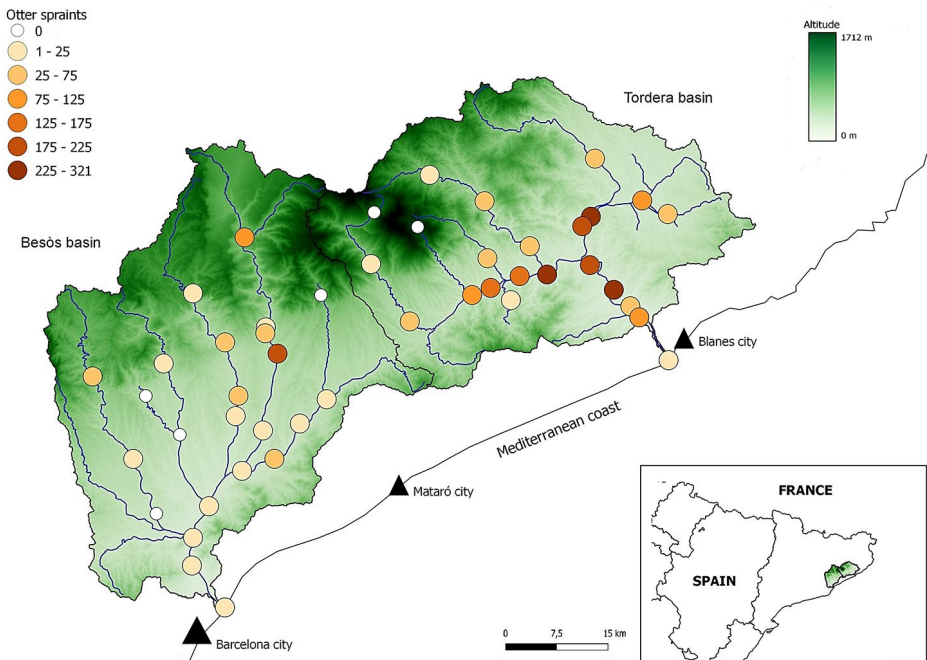 Otter spraints
0
1 - 25
25 - 75
75 - 125
125 - 175
175 - 225
225 - 321
Altitude
1712 m
0 m
Tordera basin
Besòs basin
Blanes city
Mediterranean coast
Mataró city
Barcelona city
0 7,5 15 km
FRANCE
SPAIN